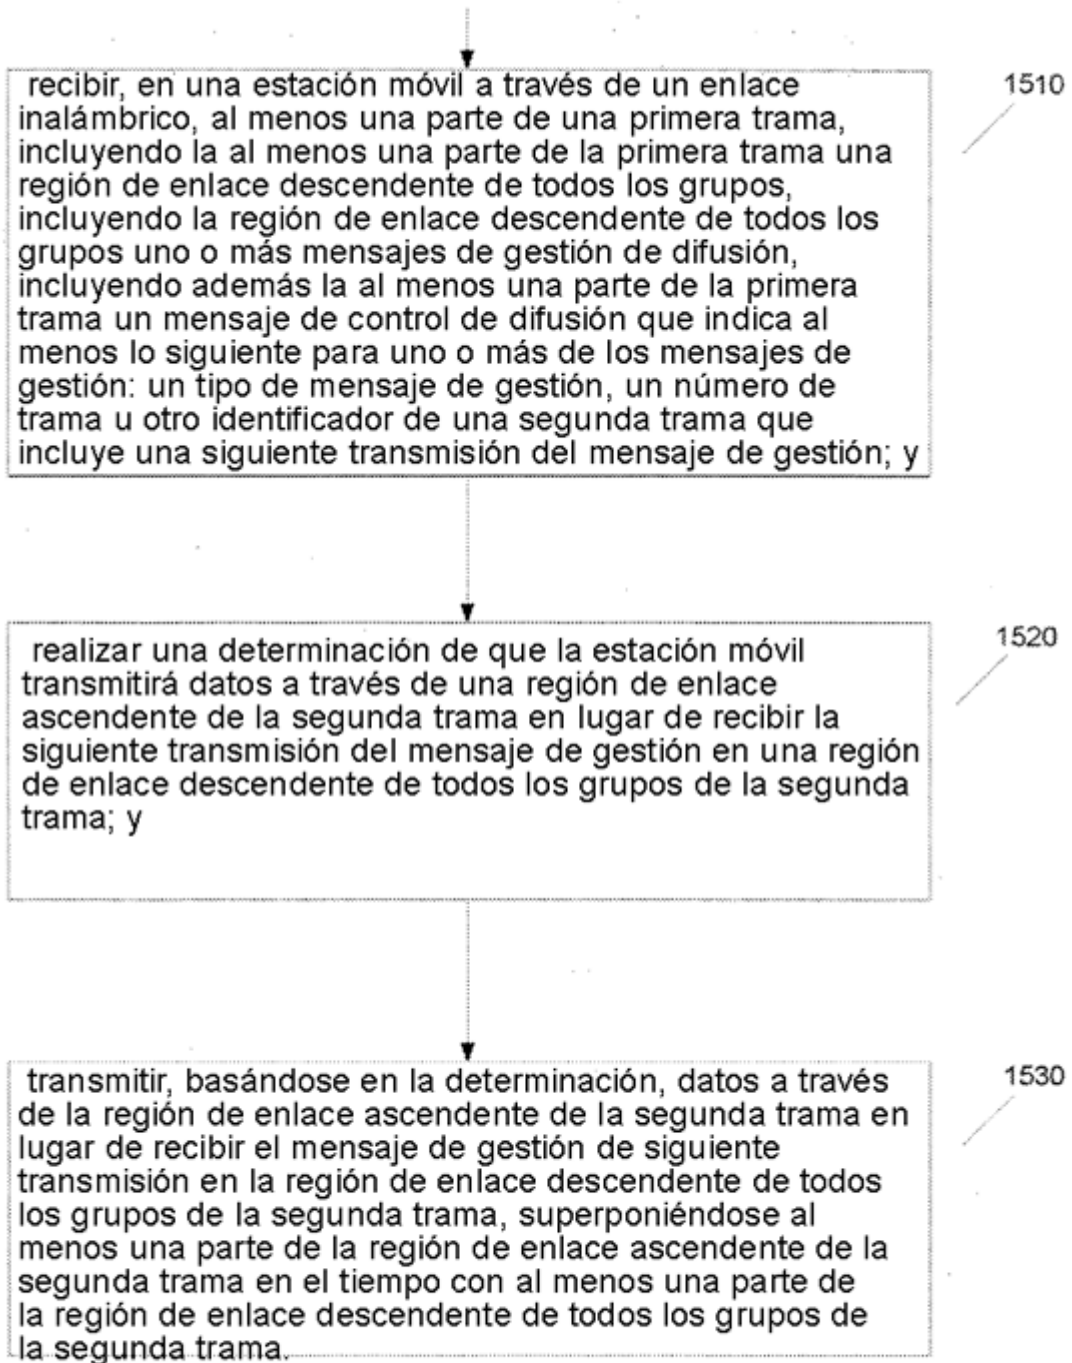 recibir, en una estación móvil a través de un enlace
inalámbrico, al menos una parte de una primera trama,
incluyendo la al menos una parte de la primera trama una
región de enlace descendente de todos los grupos,
incluyendo la región de enlace descendente de todos los
grupos uno o más mensajes de gestión de difusión,
incluyendo además la al menos una parte de la primera
trama un mensaje de control de difusión que indica al
menos lo siguiente para uno o más de los mensajes de
gestión: un tipo de mensaje de gestión, un número de
trama u otro identificador de una segunda trama que
incluye una siguiente transmisión del mensaje de gestión; y
1510
realizar una determinación de que la estación móvil
transmitirá datos a través de una región de enlace
ascendente de la segunda trama en lugar de recibir la
siguiente transmisión del mensaje de gestión en una región
de enlace descendente de todos los grupos de la segunda
trama; y
1520
transmitir, basándose en la determinación, datos a través
de la región de enlace ascendente de la segunda trama en
lugar de recibir el mensaje de gestión de siguiente
transmisión en la región de enlace descendente de todos
los grupos de la segunda trama, superponiéndose al
menos una parte de la región de enlace ascendente de la
segunda trama en el tiempo con al menos una parte de
la región de enlace descendente de todos los grupos de
la segunda trama.
1530